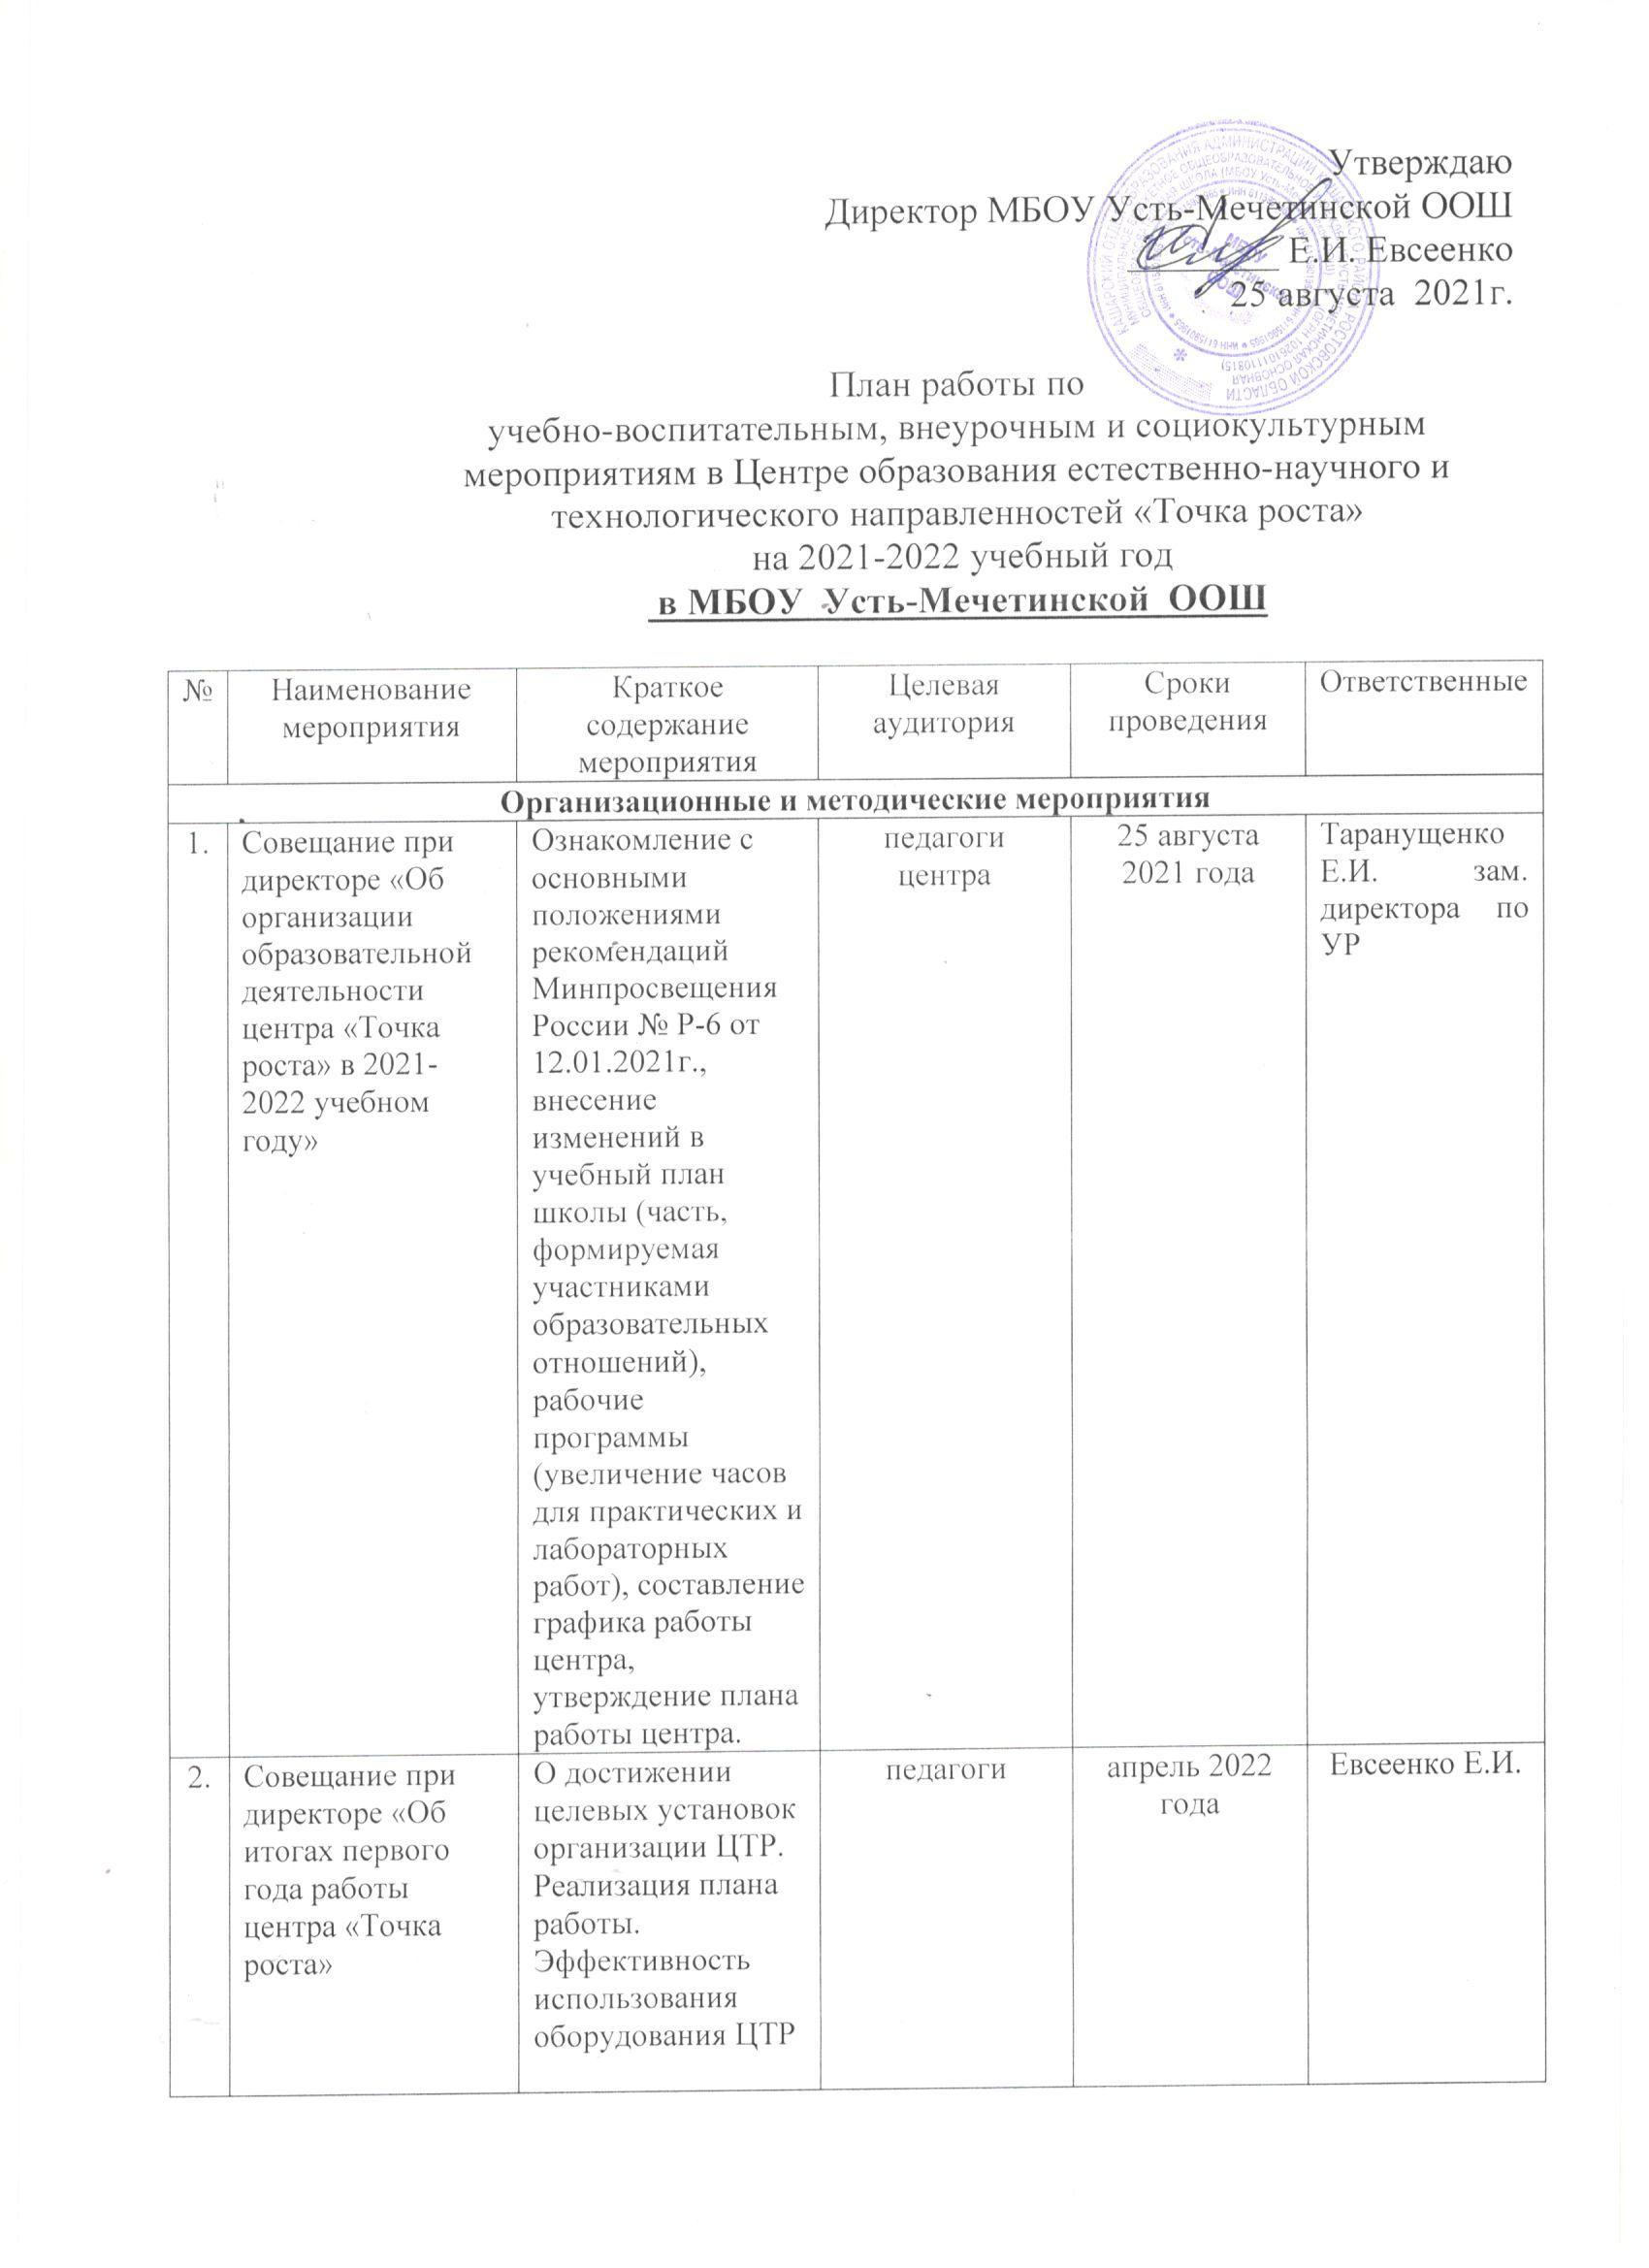 Утверждаю
Директор МБОУ Усть-Мечетинской ООШ
Е.И. Евсеенко
25 августа 2021г.
План работы по
учебно-воспитательным, внеурочным и социокультурным
мероприятиям в Центре образования естественно-научного и
технологического направленностей «Точка роста»
на 2021-2022 учебный год
в МБОУ Усть-Мечетинской ООШ
№
Наименование
мероприятия
Краткое
содержание
мероприятия
Целевая
аудитория
Сроки
проведения
Ответственные
Организационные и методические мероприятия
1.
Совещание при
директоре «Об
организации
образовательной
деятельности
центра «Точка
роста» в 2021-
2022 учебном
году»
Ознакомление с
основными
положениями
рекомендаций
Минпросвещения
России № Р-6 от
12.01.2021г.,
внесение
изменений в
учебный план
школы (часть,
формируемая
участниками
образовательных
отношений),
рабочие
программы
(увеличение часов
для практических и
лабораторных
работ), составление
графика работы
центра,
утверждение плана
работы центра.
педагоги
центра
25 августа
2021 года
Таранущенко
Е.И. зам.
директора по
УР
2.
Совещание при
директоре «Об
итогах первого
года работы
центра «Точка
роста»
О достижении
целевых установок
организации ЦТР.
Реализация плана
работы.
Эффективность
использования
оборудования ЦТР
педагоги
апрель 2022
года
Евсеенко Е.И.